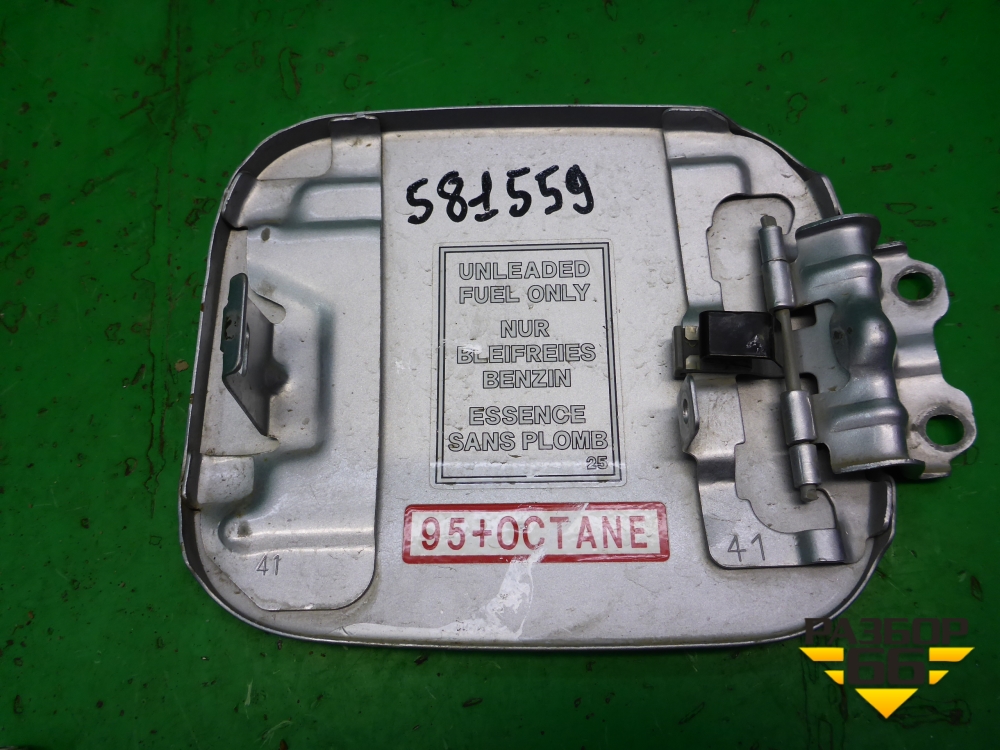 581559
UNLEADED
FUEL ONLY
NUR
BLEIFREIES
BENZIN
ESSENCE
SANS PLOMB
25
95+OCTANE
41
41
РАЗБОР
66